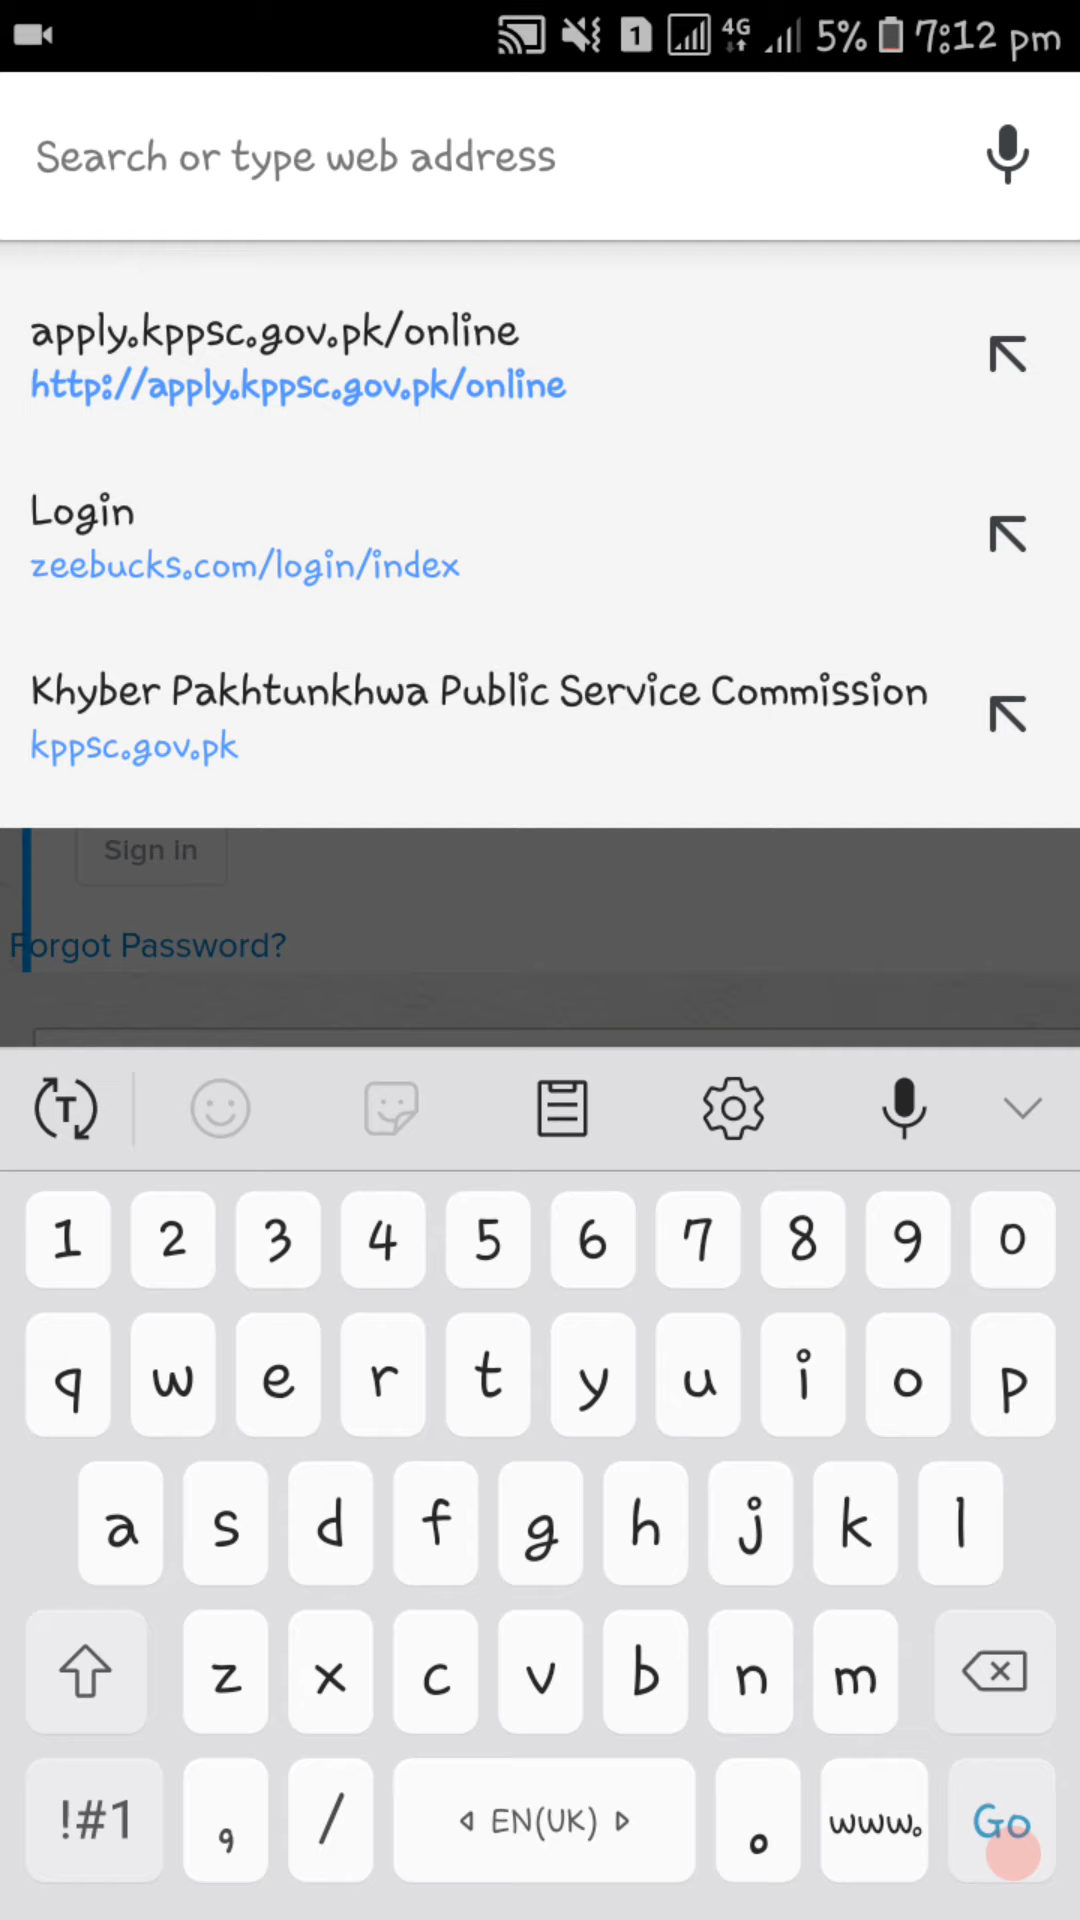 1 4G 5% 7:12 pm
Search or type web address
apply.kppsc.gov.pk/online
http://apply.kppsc.gov.pk/online
Login
zeebucks.com/login/index
Khyber Pakhtunkhwa Public Service Commission
kppsc.gov.pk
Sign in
Forgot Password?
T
1 2 3 4 5 6 7 8 9 0
q w e r t y u i o p
a s d f g h j k l
z x c v b n m
!#1 , / EN(UK) . www. Go